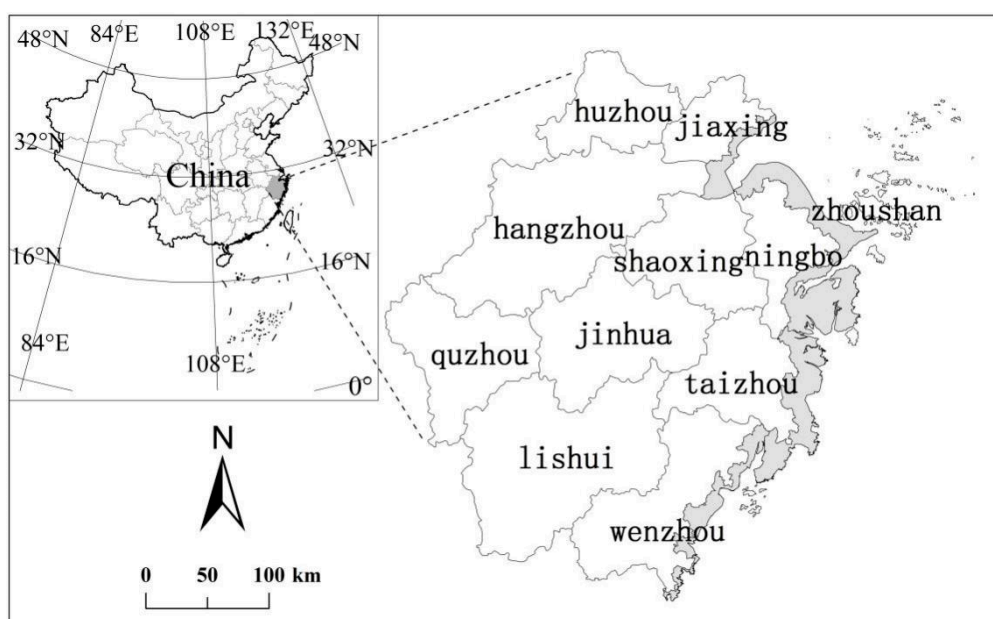 84°E
108°E
132°E
48°N
48°N
32°N
32°N
China
16°N
16°N
84°E
108°E
0°
huzhou
jiaxing
zhoushan
hangzhou
shaoxing
ningbo
jinhua
quzhou
taizhou
lishui
wenzhou
N
0 50 100 km